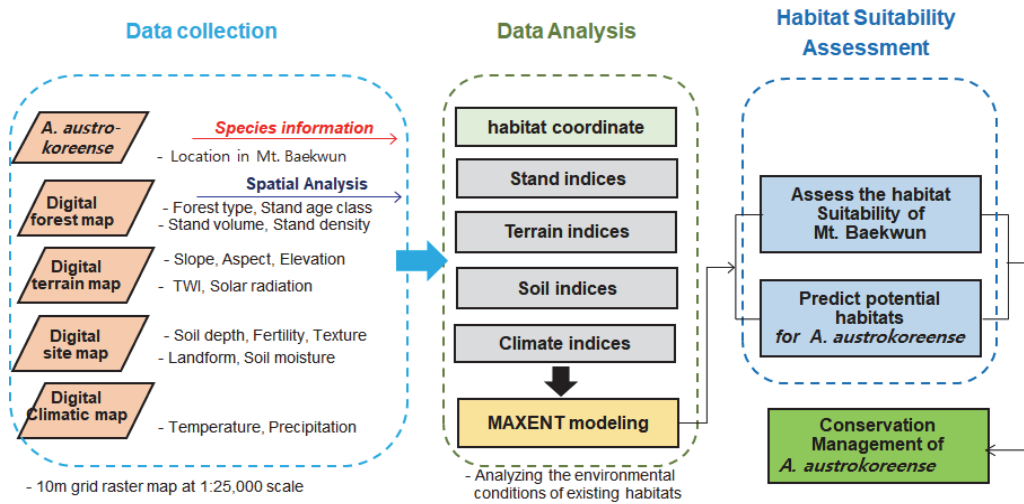 Data collection
A. austro-
koreense
Species information
- Location in Mt. Baekwun
Spatial Analysis
Digital
forest map
- Forest type, Stand age class
- Stand volume, Stand density
Digital
terrain map
- Slope, Aspect, Elevation
- TWI, Solar radiation
Digital
site map
- Soil depth, Fertility, Texture
- Landform, Soil moisture
Digital
Climatic map
- Temperature, Precipitation
- 10m grid raster map at 1:25,000 scale
Data Analysis
habitat coordinate
Stand indices
Terrain indices
Soil indices
Climate indices
MAXENT modeling
- Analyzing the environmental
conditions of existing habitats
Habitat Suitability
Assessment
Assess the habitat
Suitability of
Mt. Baekwun
Predict potential
habitats
for A. austrokoreense
Conservation
Management of
A. austrokoreense